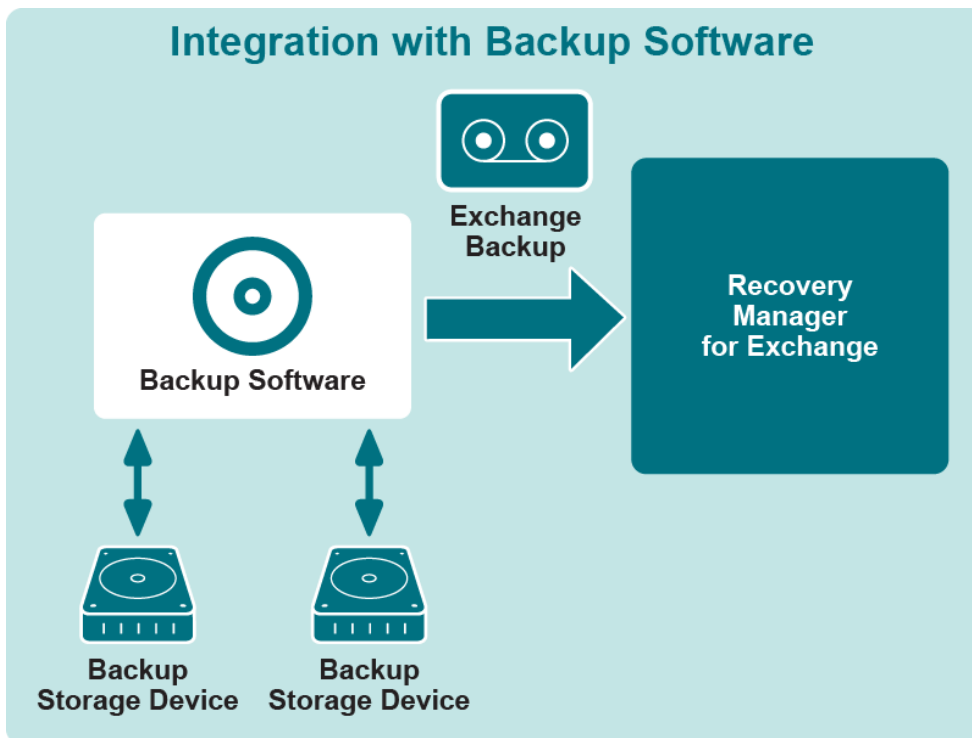 Integration with Backup Software
Exchange
Backup
Recovery
Manager
for Exchange
Backup Software
Backup
Storage Device
Backup
Storage Device